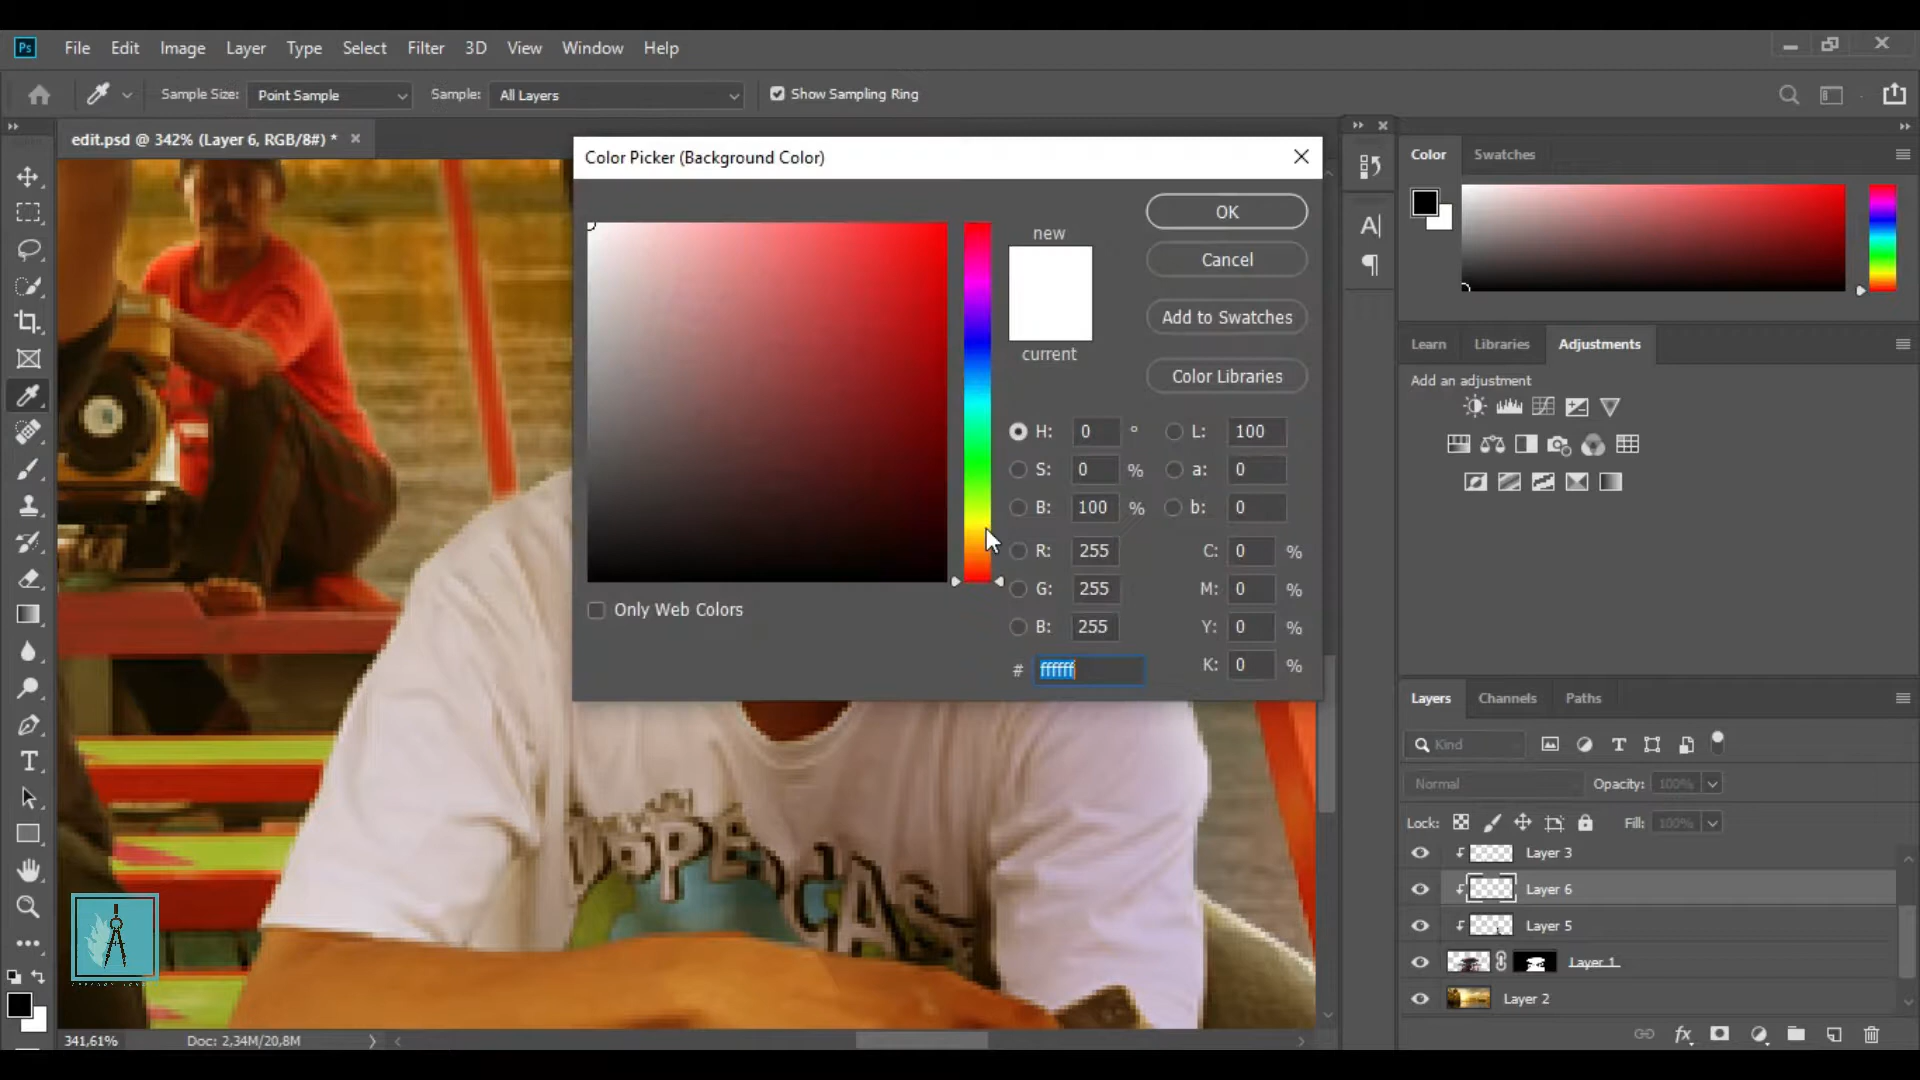 Ps File Edit Image Layer Type Select Filter 3D View Window Help
Sample Size: Point Sample Sample: All Layers Show Sampling Ring
edit.psd @ 342% (Layer 6, RGB/8#) *
Color Picker (Background Color)
OK
new
Cancel
Add to Swatches
current
Color Libraries
H: 0 ° L: 100
S: 0 % a: 0
B: 100 % b: 0
R: 255 C: 0 %
G: 255 M: 0 %
B: 255 Y: 0 %
# ffffff K: 0 %
Only Web Colors
Color Swatches
Learn Libraries Adjustments
Add an adjustment
Layers Channels Paths
Kind
Normal Opacity: 100%
Lock: Fill: 100%
Layer 3
Layer 6
Layer 5
Layer 1
Layer 2
341,61% Doc: 2,34M/20,8M